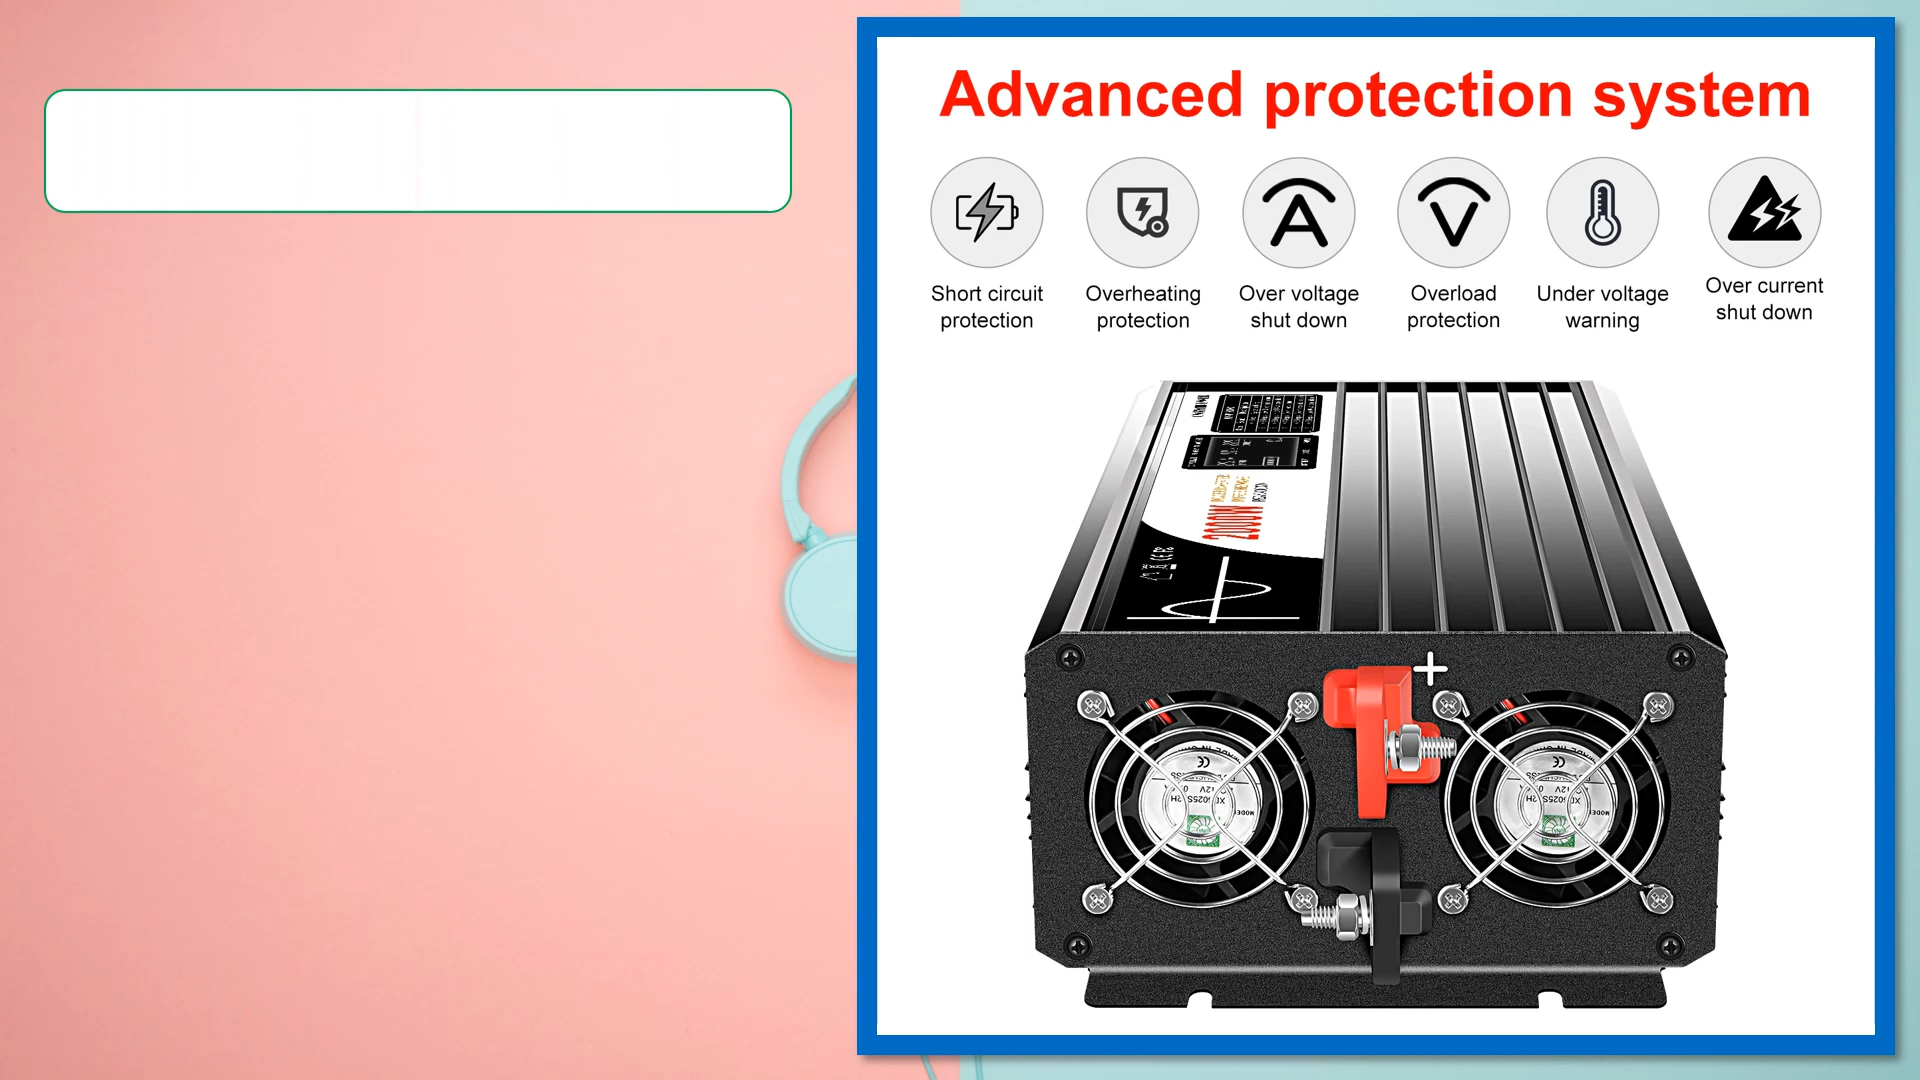 Advanced protection system
Short circuit
protection
Overheating
protection
Over voltage
shut down
Overload
protection
Under voltage
warning
Over current
shut down
2000W